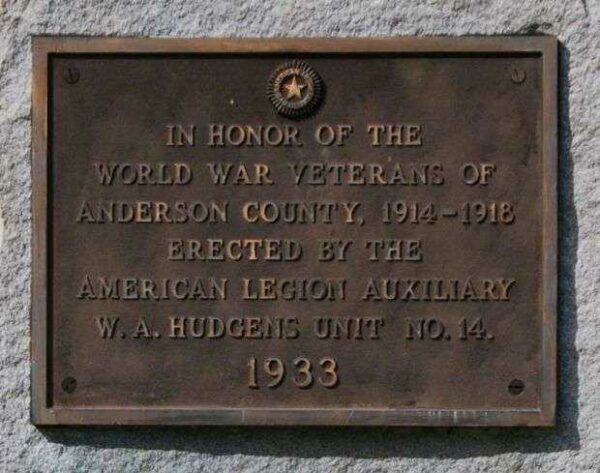 IN HONOR OF THE
WORLD WAR VETERANS OF
ANDERSON COUNTY, 1914-1918
ERECTED BY THE
AMERICAN LEGION AUXILIARY
W. A. HUDGENS UNIT NO. 14.
1933